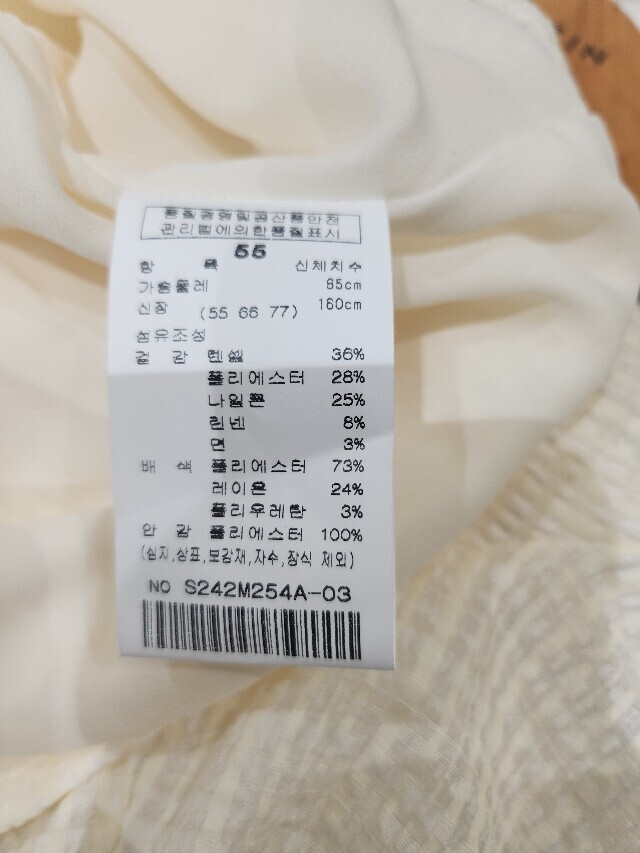 품질경영및공산품안전
관리법에의한품질표시
55
항 목 신체치수
가슴둘레 85cm
신장 (55 66 77) 160cm
섬유조성
겉 감 텐셀 36%
폴리에스터 28%
나일론 25%
린넨 8%
면 3%
배 색 폴리에스터 73%
레이온 24%
폴리우레탄 3%
안 감 폴리에스터 100%
(심지,상표,보강재,자수,장식 제외)
NO S242M254A-03